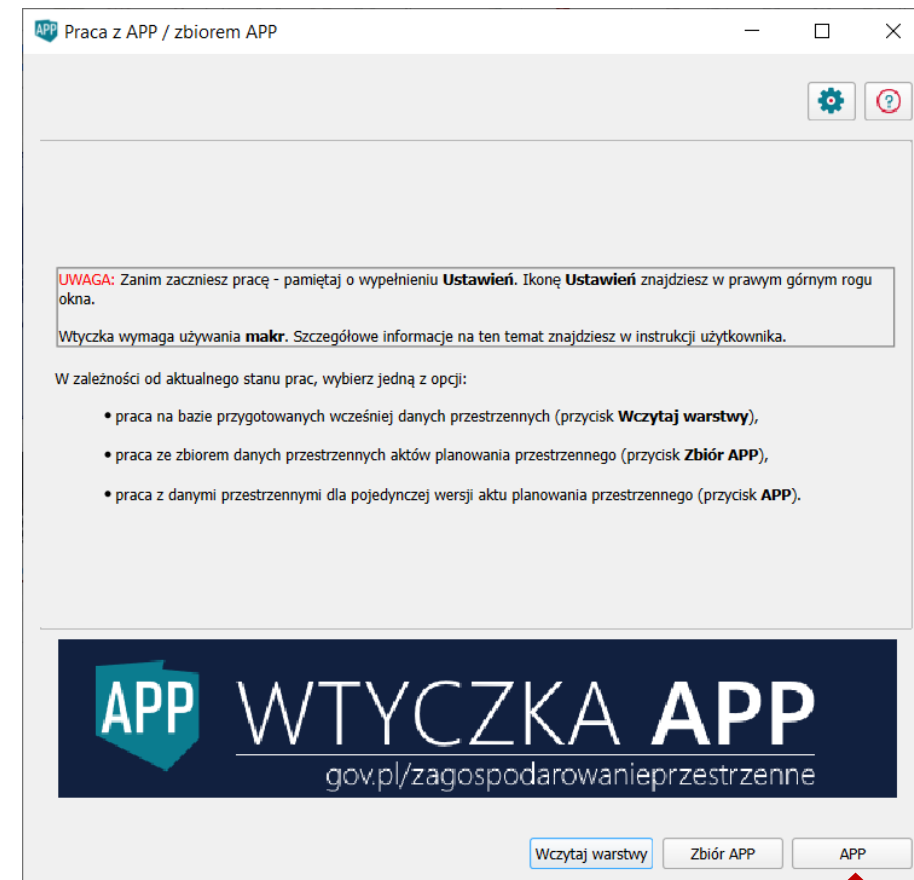 APP Praca z APP / zbiorem APP
UWAGA: Zanim zaczniesz pracę - pamiętaj o wypełnieniu Ustawień. Ikonę Ustawień znajdziesz w prawym górnym rogu
okna.
Wtyczka wymaga używania makr. Szczegółowe informacje na ten temat znajdziesz w instrukcji użytkownika.
W zależności od aktualnego stanu prac, wybierz jedną z opcji:
• praca na bazie przygotowanych wcześniej danych przestrzennych (przycisk Wczytaj warstwy),
• praca ze zbiorem danych przestrzennych aktów planowania przestrzennego (przycisk Zbiór APP),
• praca z danymi przestrzennymi dla pojedynczej wersji aktu planowania przestrzennego (przycisk APP).
APP WTYCZKA APP
gov.pl/zagospodarowanieprzestrzenne
Wczytaj warstwy Zbiór APP APP